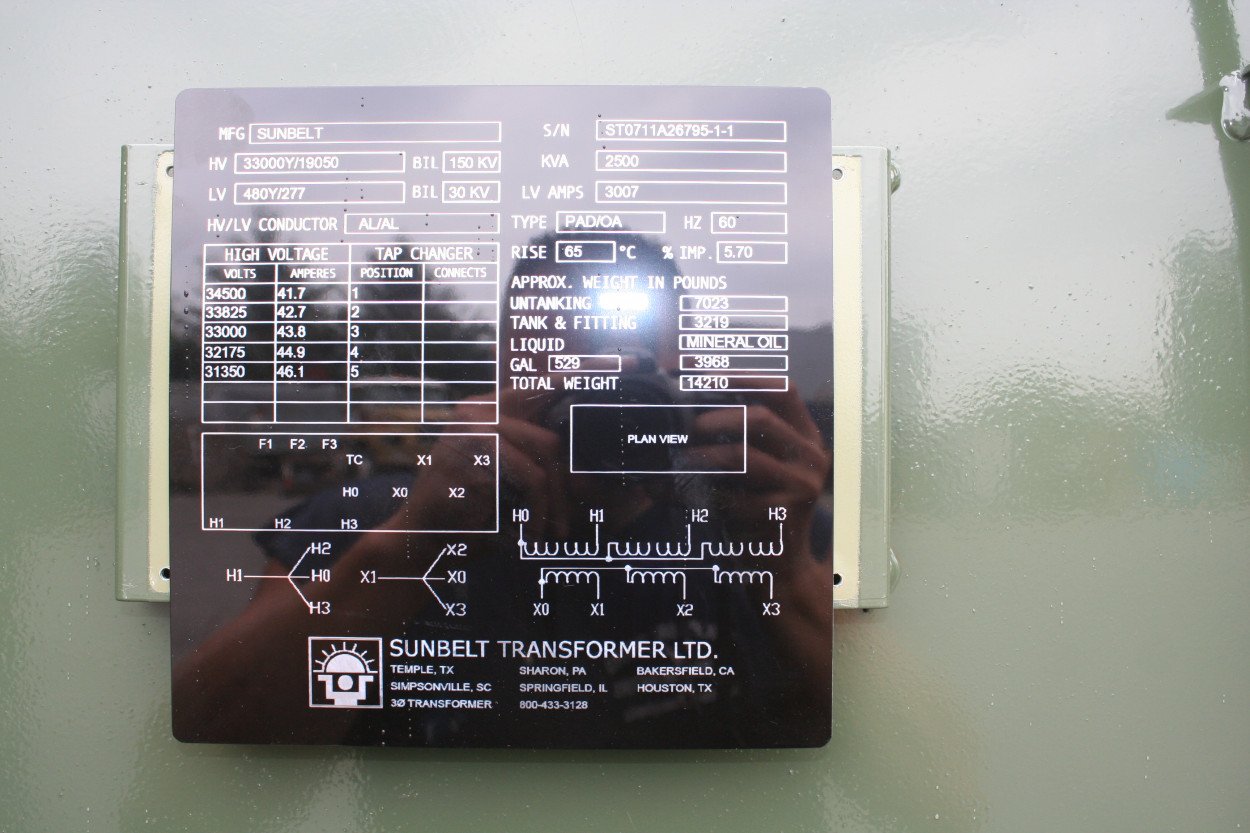 MFG SUNBELT
S/N ST0711A26795-1-1
HV 33000Y/19050 BIL 150 KV
KVA 2500
LV 480Y/277 BIL 30 KV
LV AMPS 3007
HV/LV CONDUCTOR AL/AL
TYPE PAD/OA HZ 60
RISE 65 °C % IMP. 5.70
HIGH VOLTAGE TAP CHANGER
VOLTS AMPERES POSITION CONNECTS
34500 41.7 1
33825 42.7 2
33000 43.8 3
32175 44.9 4
31350 46.1 5
APPROX. WEIGHT IN POUNDS
UNTANKING 7023
TANK & FITTING 3219
LIQUID MINERAL OIL
GAL 529 3968
TOTAL WEIGHT 14210
PLAN VIEW
F1 F2 F3
TC X1 X3
H0 X0 X2
H1 H2 H3
H2
H1 H0
H3
X2
X1 X0
X3
H0 H1 H2 H3
X0 X1 X2 X3
SUNBELT TRANSFORMER LTD.
TEMPLE, TX SHARON, PA BAKERSFIELD, CA
SIMPSONVILLE, SC SPRINGFIELD, IL HOUSTON, TX
3Ø TRANSFORMER 800-433-3128